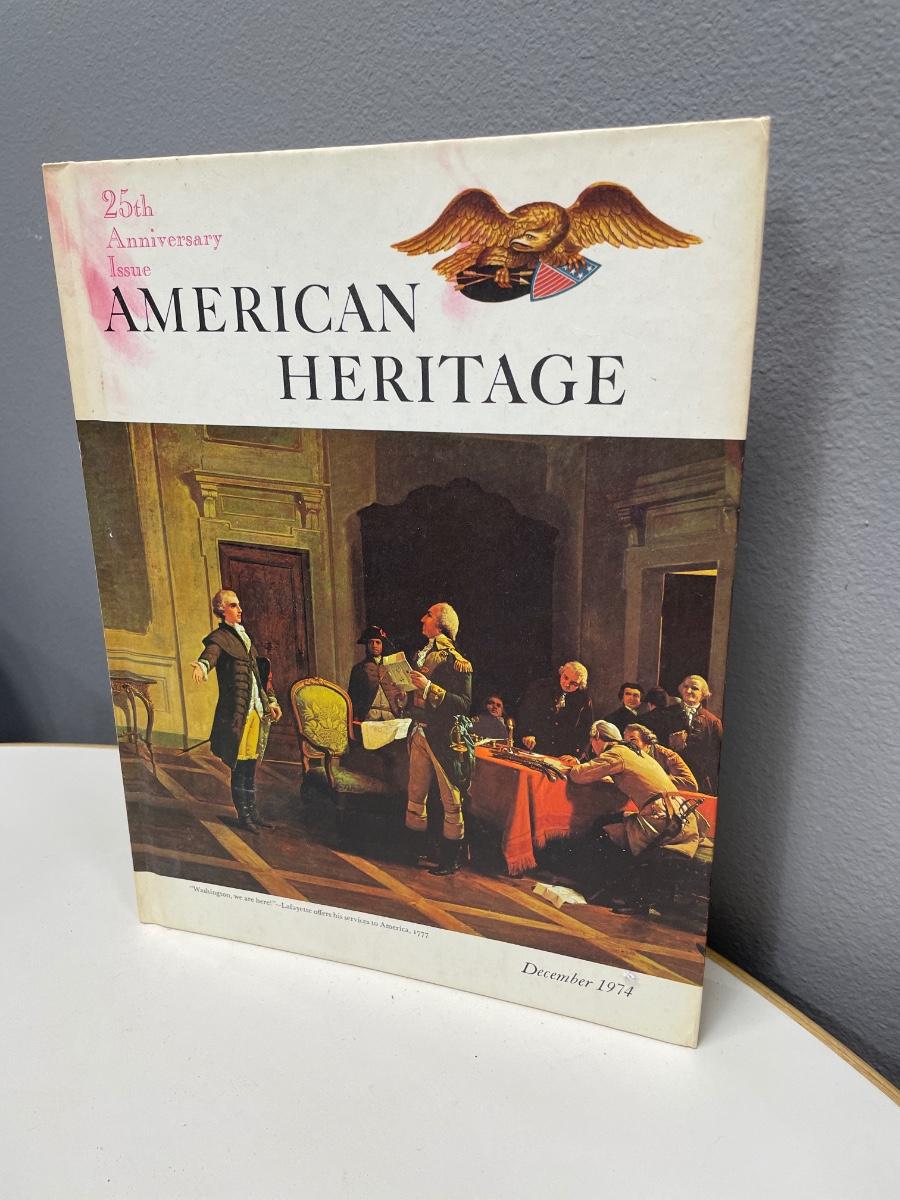 25th
Anniversary
Issue
AMERICAN
HERITAGE
"Washington, we are here!"—Lafayette offers his services to America, 1777
December 1974